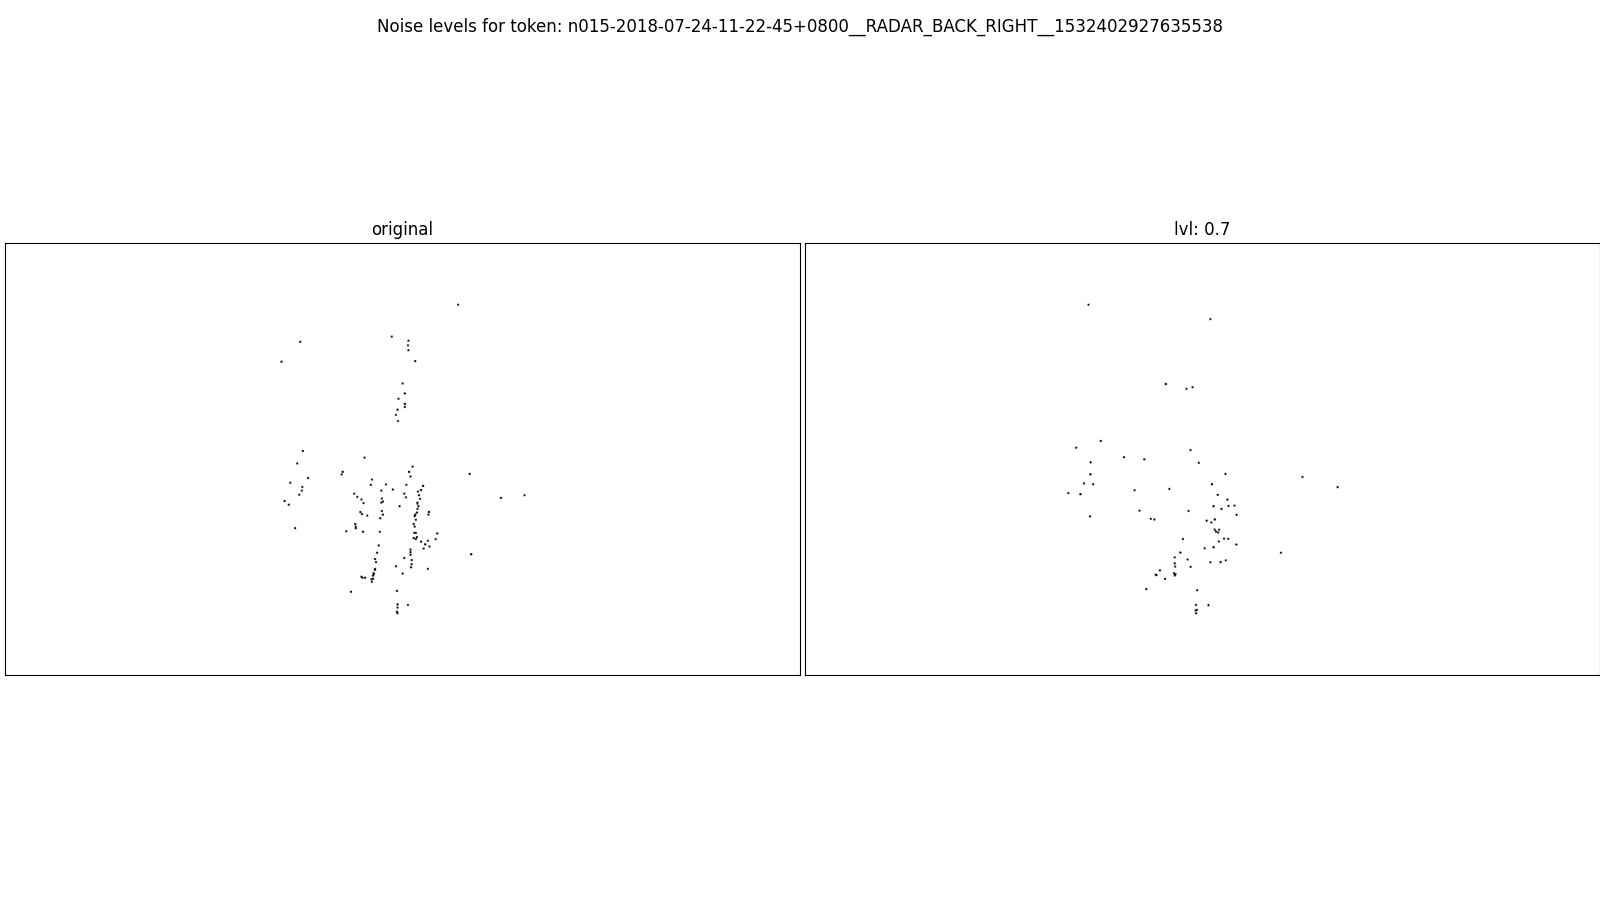 Noise levels for token: n015-2018-07-24-11-22-45+0800__RADAR_BACK_RIGHT__1532402927635538
original
lvl: 0.7